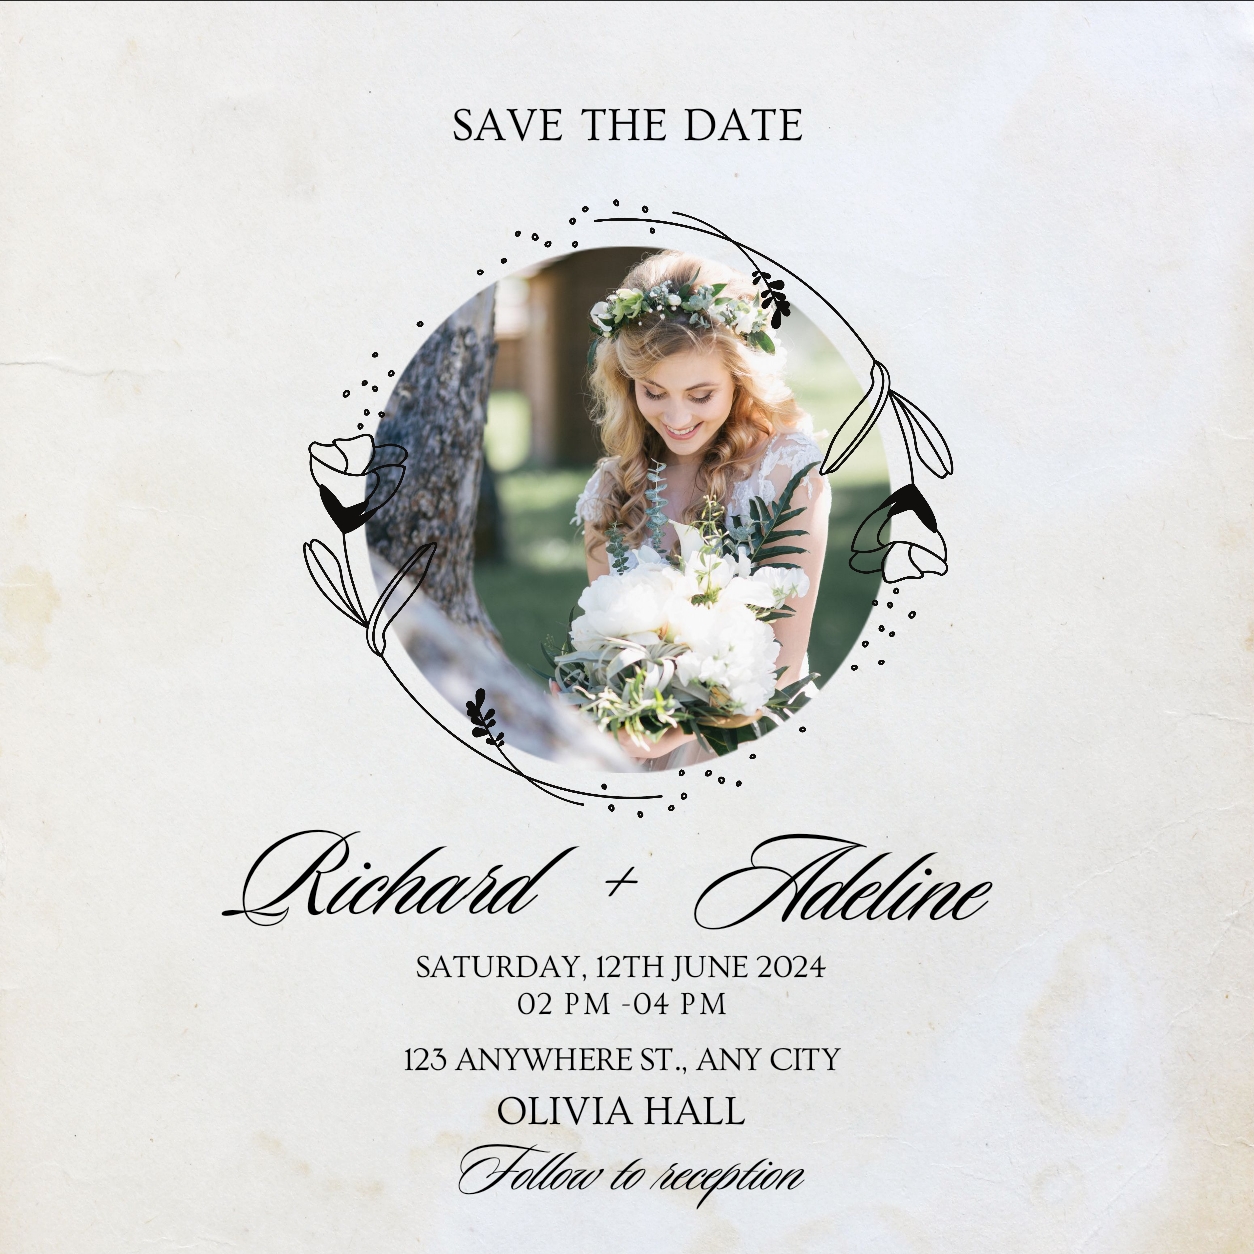 SAVE THE DATE
Richard + Adeline
SATURDAY, 12TH JUNE 2024
02 PM -04 PM
123 ANYWHERE ST., ANY CITY
OLIVIA HALL
Follow to reception